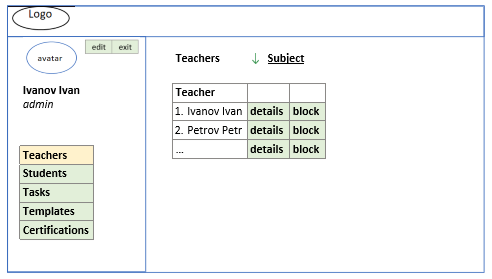 Logo
edit exit
avatar
Ivanov Ivan
admin
Teachers
Students
Tasks
Templates
Certifications
Teachers ↓ Subject
Teacher
1. Ivanov Ivan details block
2. Petrov Petr details block
... details block